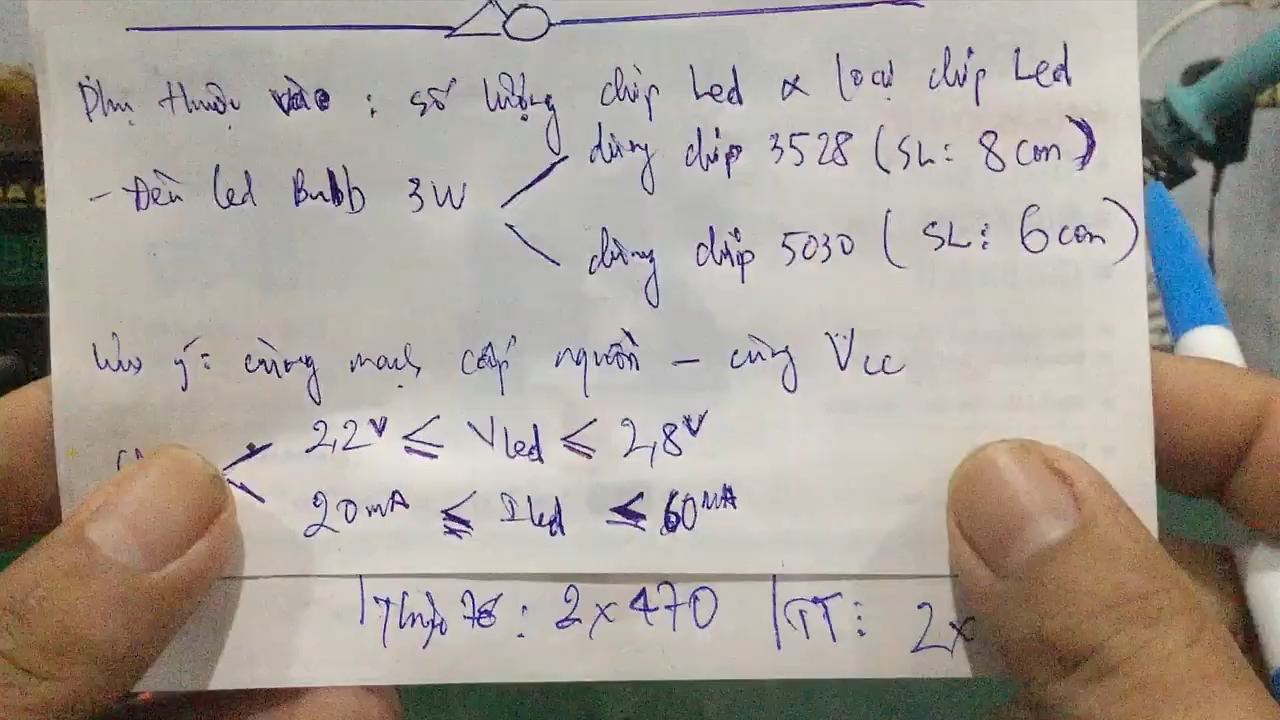 Phụ thuộc vào : số lượng chip Led & loại chip Led
dùng chip 3528 (SL: 8 con)
- Đèn led Bubb 3W
dùng chip 5030 ( SL: 6 con)
Lưu ý: cùng mạch cấp nguồn - cùng Vcc
2,2V ≤ Vled ≤ 2,8V
20mA ≤ Iled ≤ 60mA
: 2x470 | TT: 2x